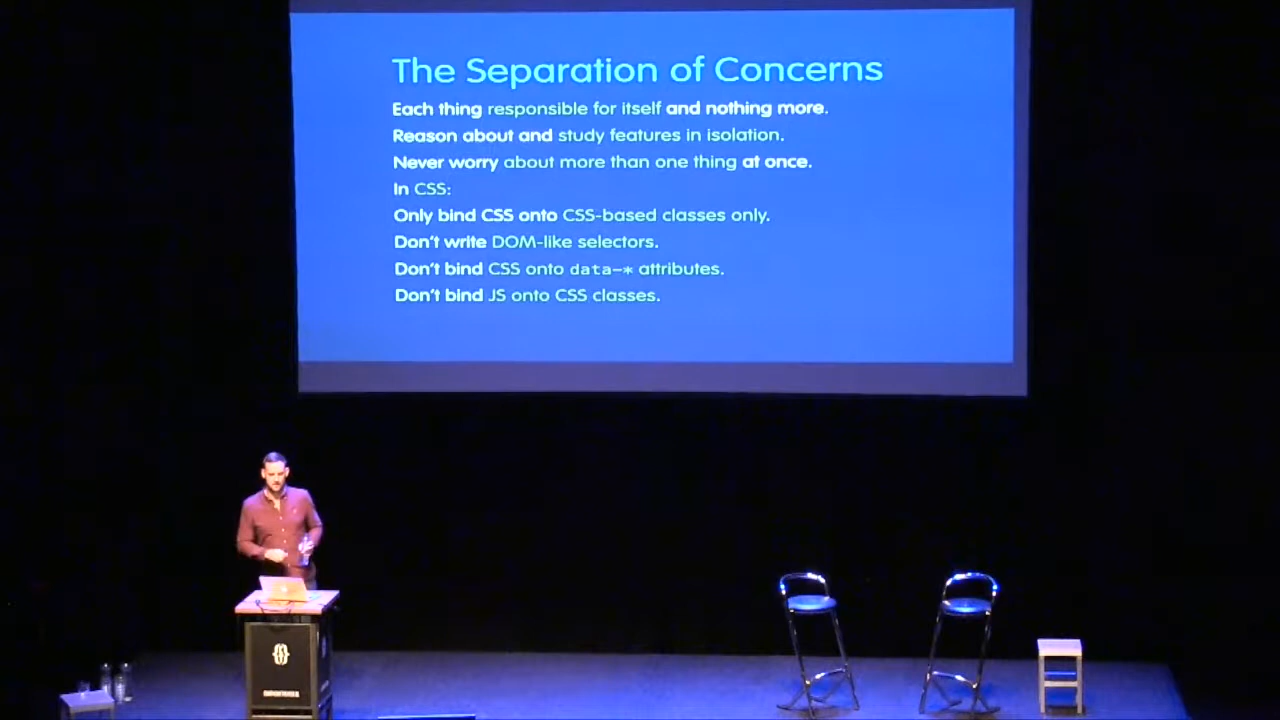 The Separation of Concerns
Each thing responsible for itself and nothing more.
Reason about and study features in isolation.
Never worry about more than one thing at once.
In CSS:
Only bind CSS onto CSS-based classes only.
Don't write DOM-like selectors.
Don't bind CSS onto data-* attributes.
Don't bind JS onto CSS classes.